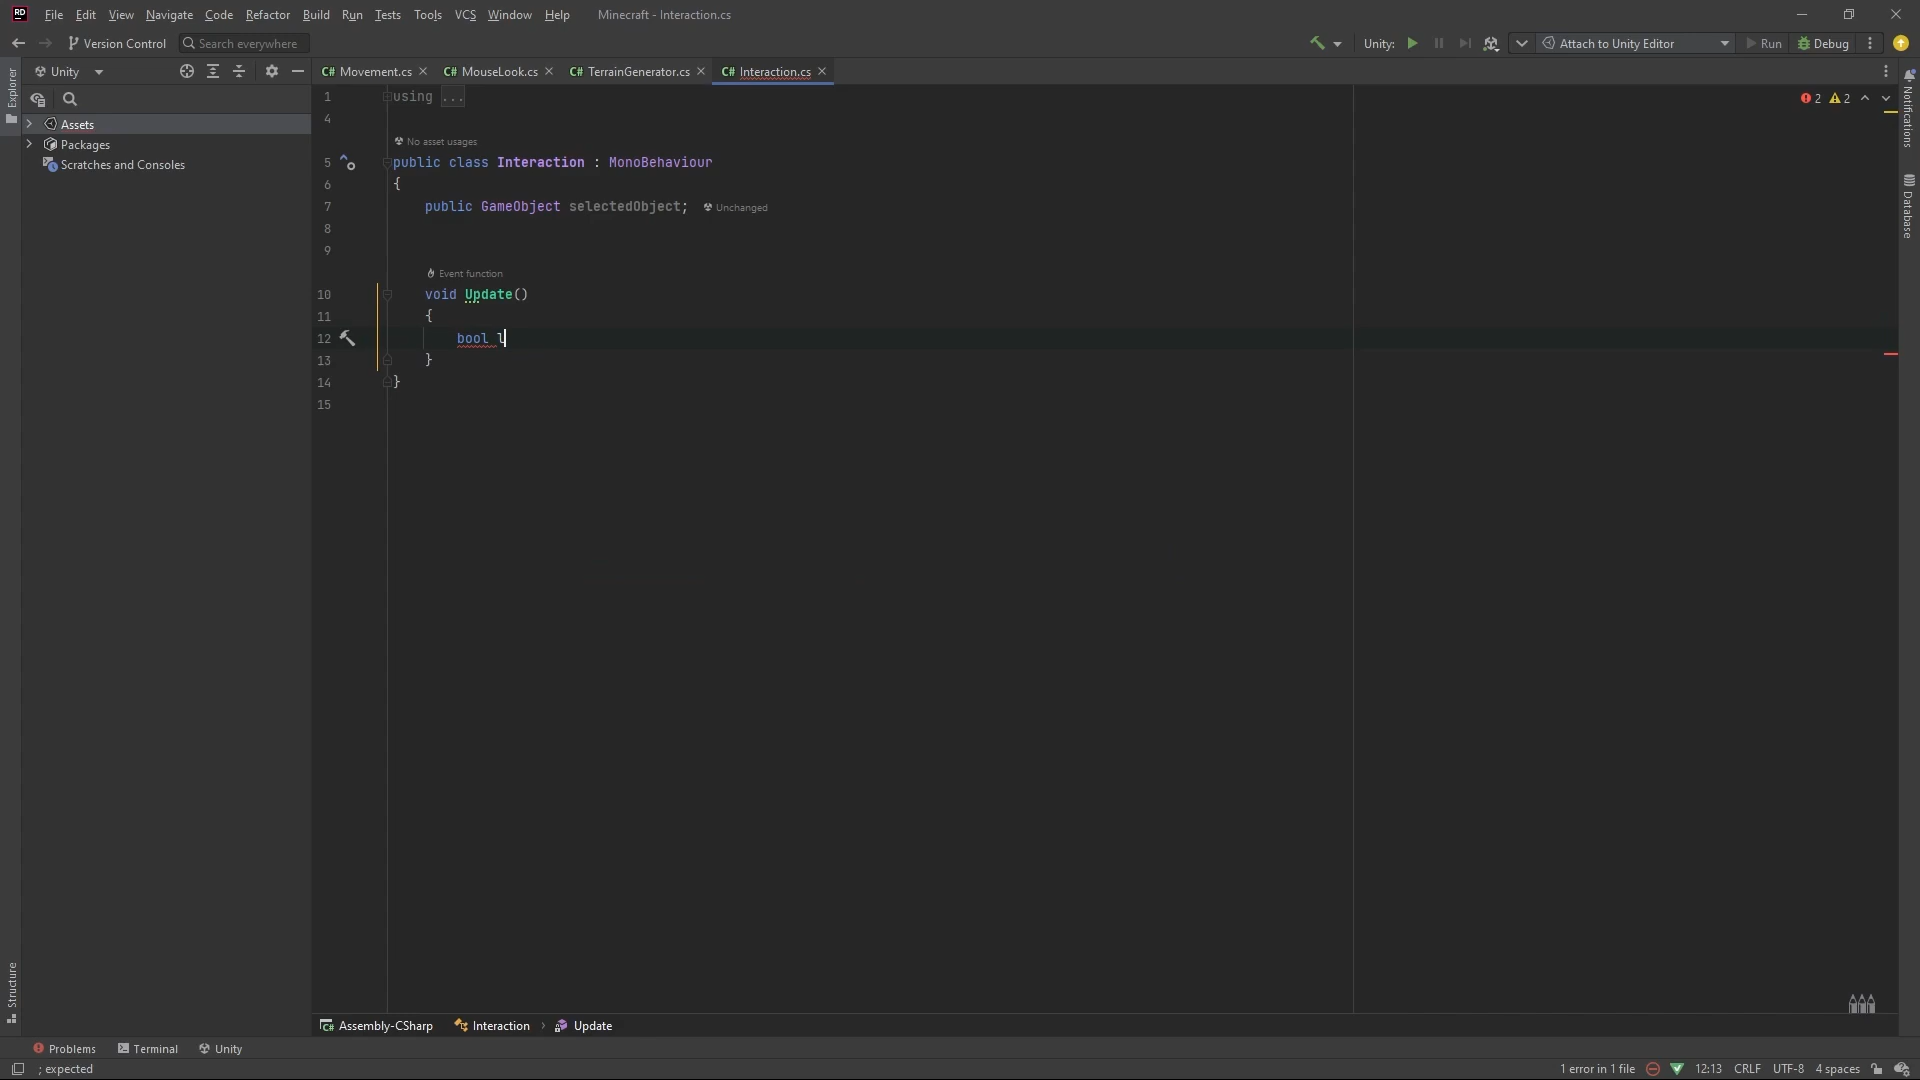 RD File Edit View Navigate Code Refactor Build Run Tests Tools VCS Window Help Minecraft - Interaction.cs
Version Control Search everywhere Unity: Attach to Unity Editor Run Debug
Unity C# Movement.cs C# MouseLook.cs C# TerrainGenerator.cs C# Interaction.cs
Explorer
Notifications
Database
Structure
Assets
Packages
Scratches and Consoles
2 2
1 using ...
4
No asset usages
5 public class Interaction : MonoBehaviour
6 {
7 public GameObject selectedObject; Unchanged
8
9
Event function
10 void Update()
11 {
12 bool l
13 }
14 }
15
C# Assembly-CSharp Interaction › Update
Problems Terminal Unity
; expected 1 error in 1 file 12:13 CRLF UTF-8 4 spaces